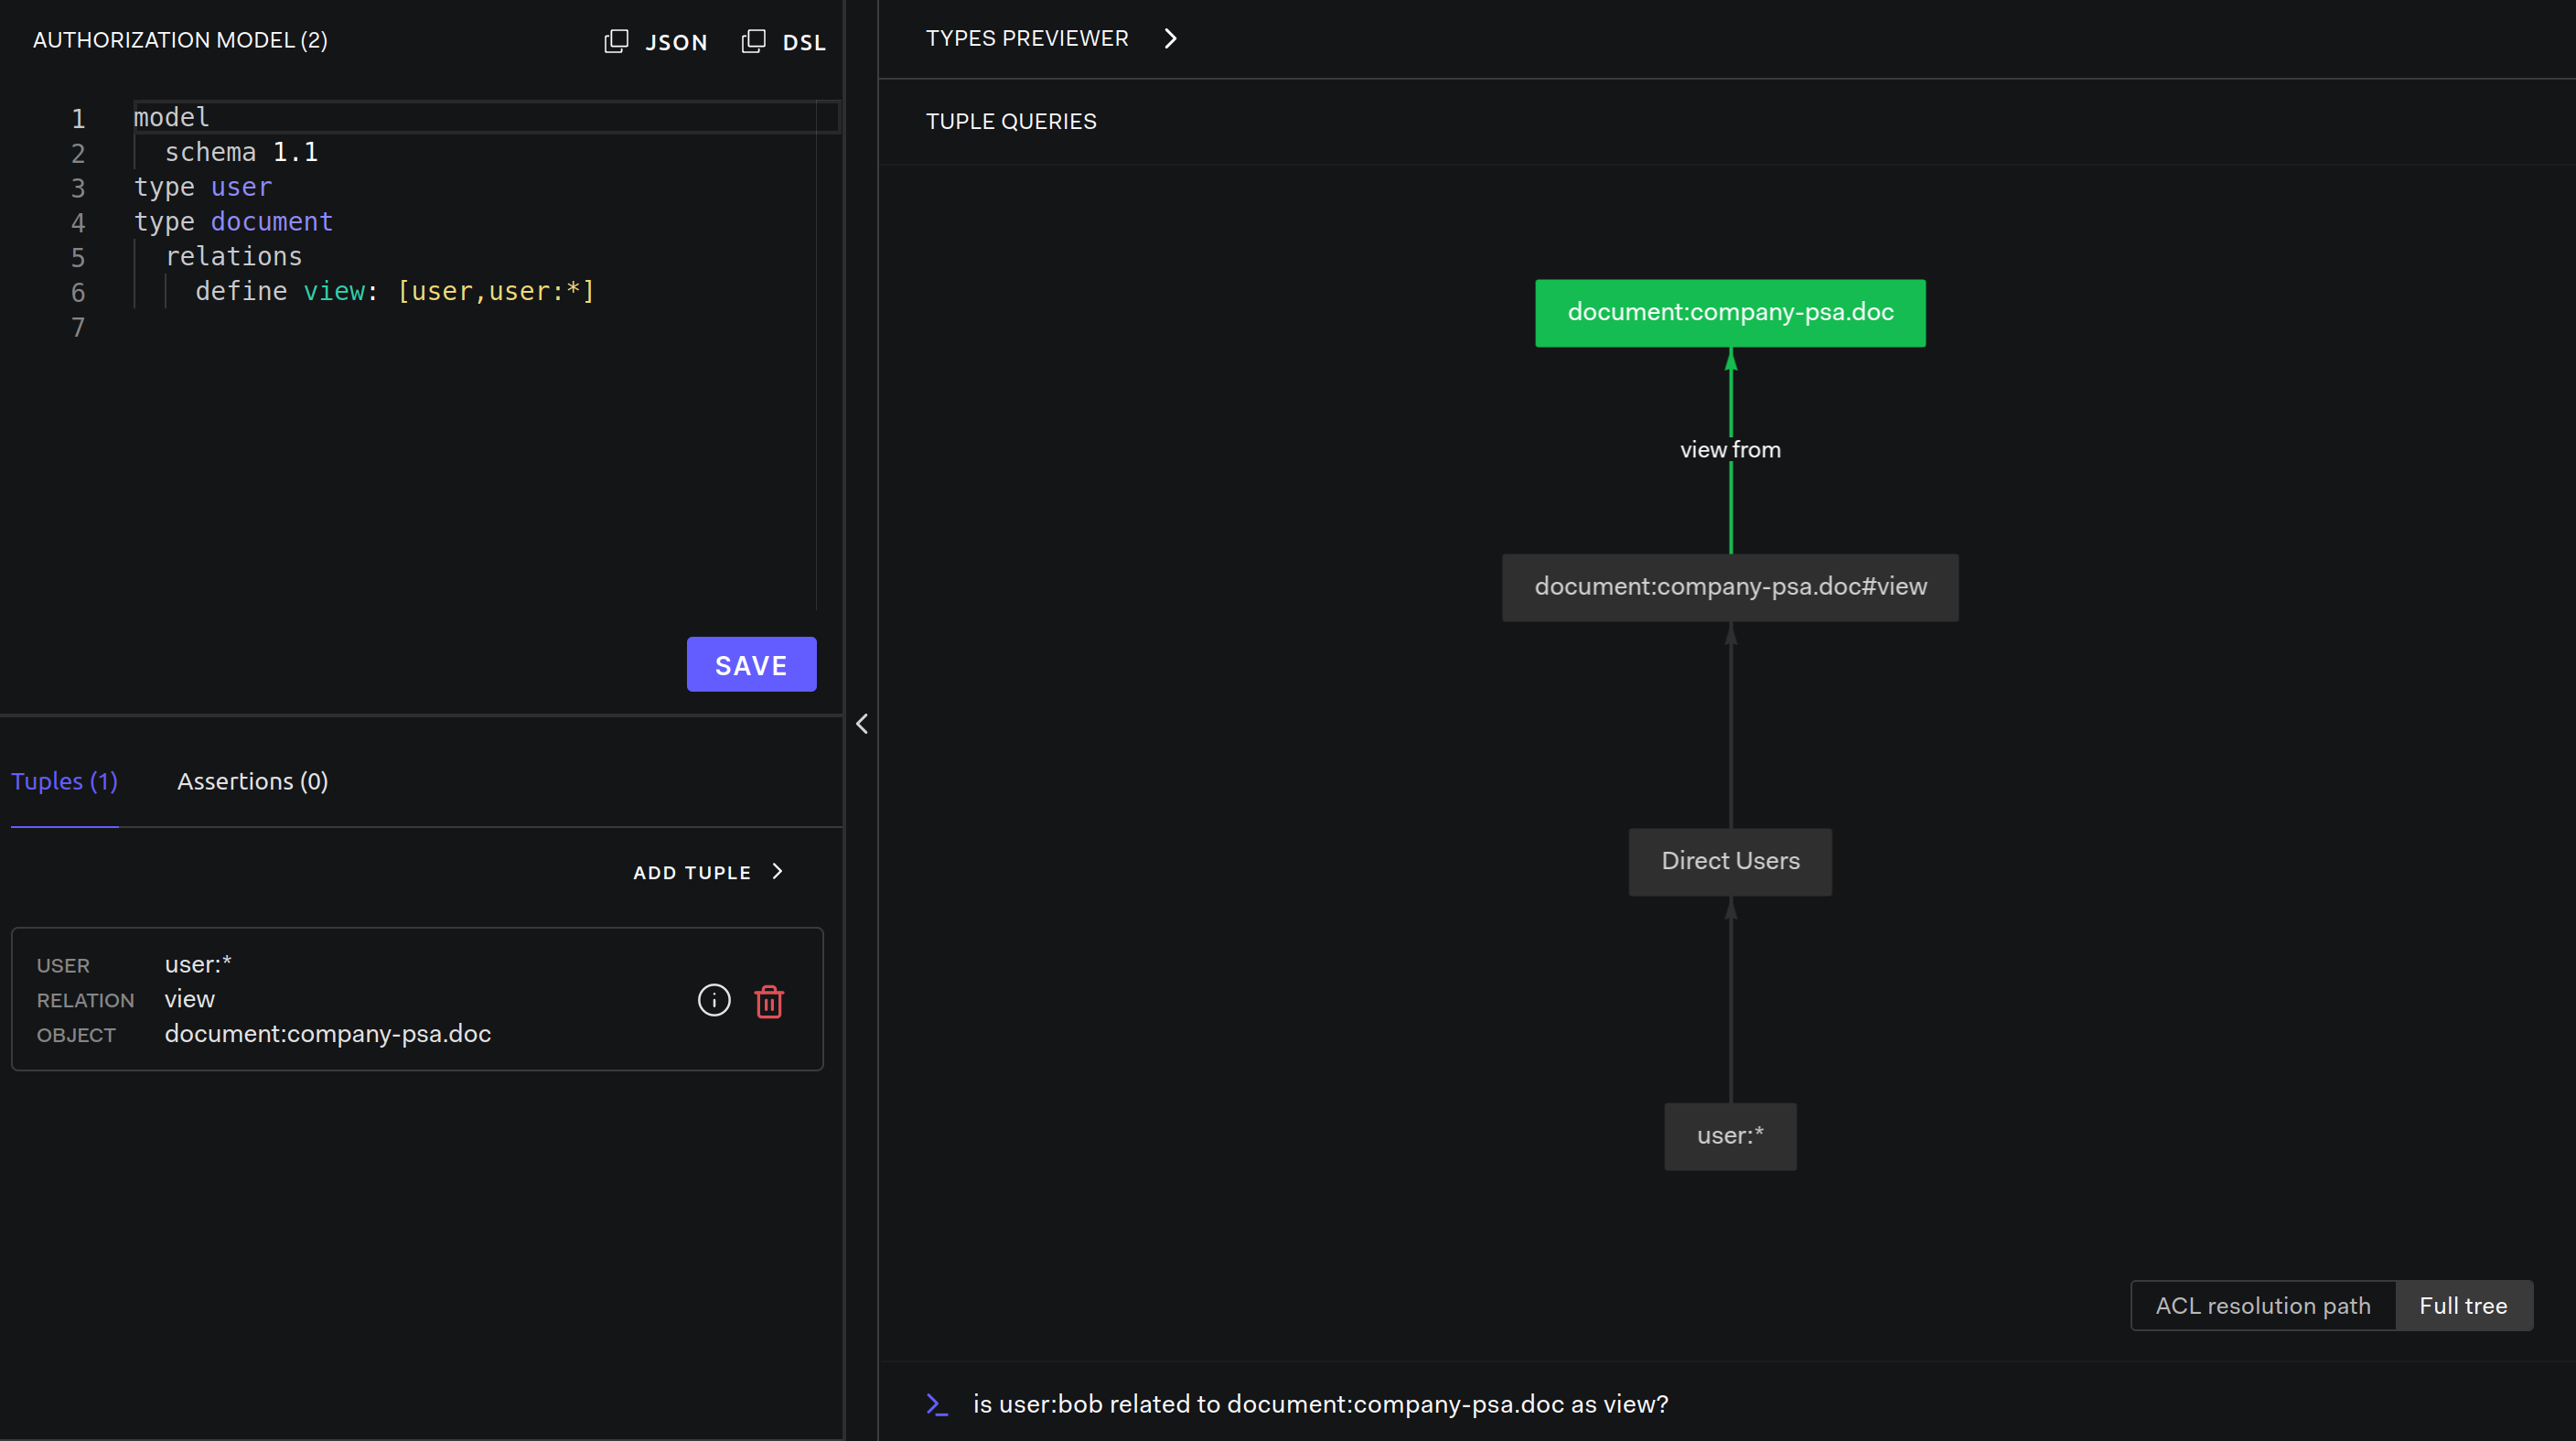 AUTHORIZATION MODEL (2)
JSON
DSL
1 model
2 schema 1.1
3 type user
4 type document
5 relations
6 define view: [user,user:*]
7
SAVE
Tuples (1)
Assertions (0)
ADD TUPLE
USER user:*
RELATION view
OBJECT document:company-psa.doc
TYPES PREVIEWER
TUPLE QUERIES
document:company-psa.doc
view from
document:company-psa.doc#view
Direct Users
user:*
ACL resolution path
Full tree
is user:bob related to document:company-psa.doc as view?